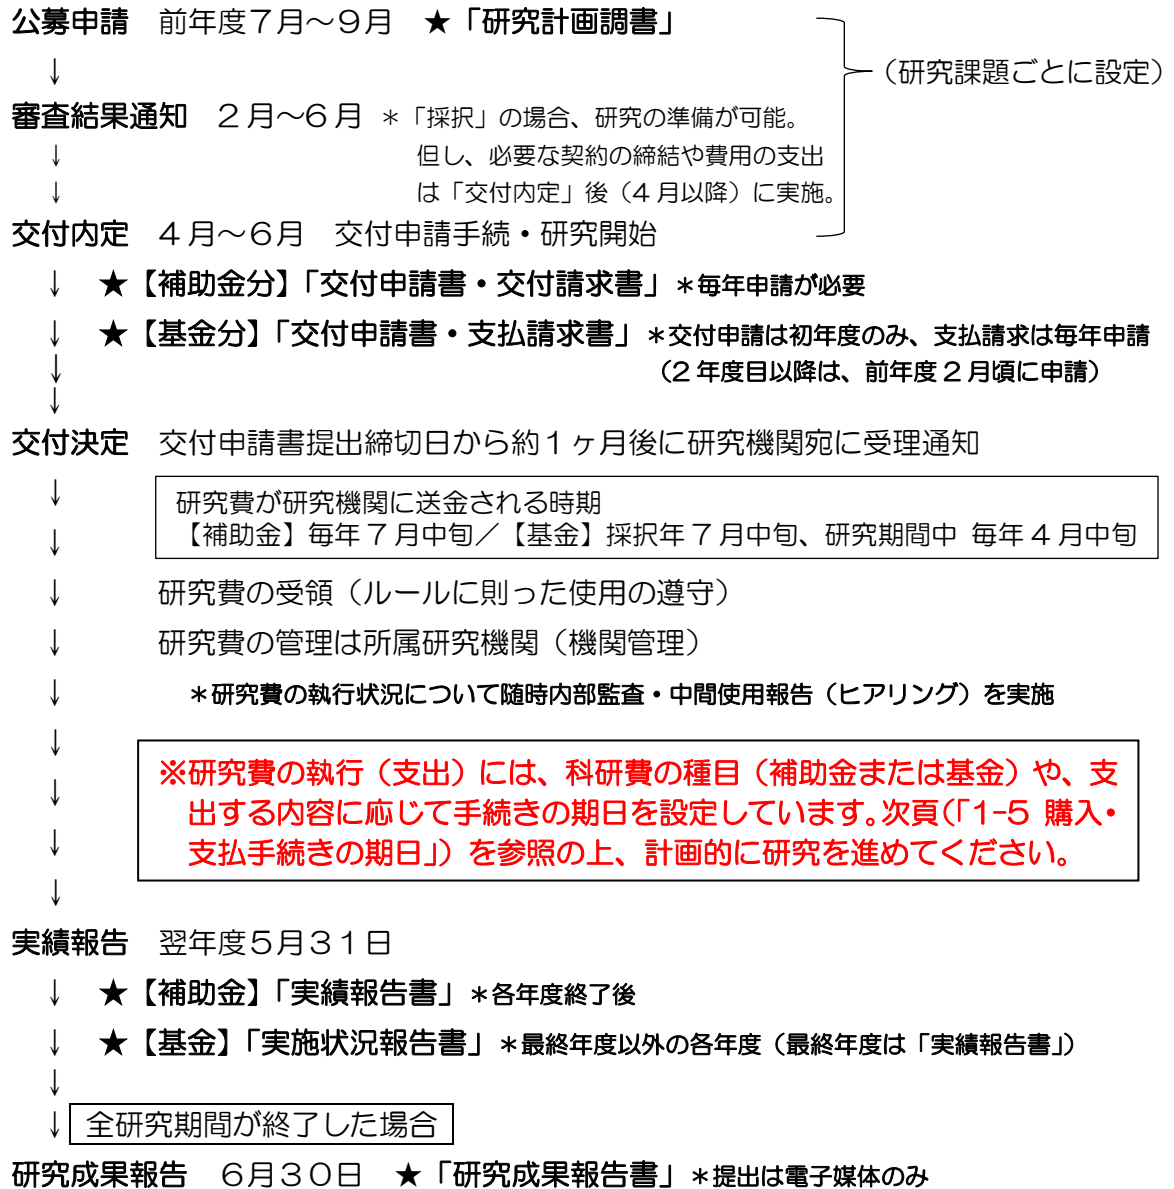 公募申請　前年度７月～９月　★「研究計画調書」
↓
（研究課題ごとに設定）
審査結果通知　２月～６月 ＊「採択」の場合、研究の準備が可能。
↓ 但し、必要な契約の締結や費用の支出
↓ は「交付内定」後（4月以降）に実施。
交付内定　４月～６月　交付申請手続・研究開始
↓ ★【補助金分】「交付申請書・交付請求書」＊毎年申請が必要
↓ ★【基金分】「交付申請書・支払請求書」＊交付申請は初年度のみ、支払請求は毎年申請
↓ （2年度目以降は、前年度2月頃に申請）
↓
交付決定　交付申請書提出締切日から約１ヶ月後に研究機関宛に受理通知
↓ 研究費が研究機関に送金される時期
↓ 【補助金】毎年7月中旬／【基金】採択年7月中旬、研究期間中 毎年4月中旬
↓ 研究費の受領（ルールに則った使用の遵守）
↓ 研究費の管理は所属研究機関（機関管理）
↓ ＊研究費の執行状況について随時内部監査・中間使用報告（ヒアリング）を実施
↓
※研究費の執行（支出）には、科研費の種目（補助金または基金）や、支
↓ 出する内容に応じて手続きの期日を設定しています。次頁（「1-5 購入・
↓ 支払手続きの期日」）を参照の上、計画的に研究を進めてください。
↓
実績報告　翌年度５月３１日
↓ ★【補助金】「実績報告書」＊各年度終了後
↓ ★【基金】「実施状況報告書」＊最終年度以外の各年度（最終年度は「実績報告書」）
↓
↓ 全研究期間が終了した場合
研究成果報告　６月３０日　★「研究成果報告書」＊提出は電子媒体のみ